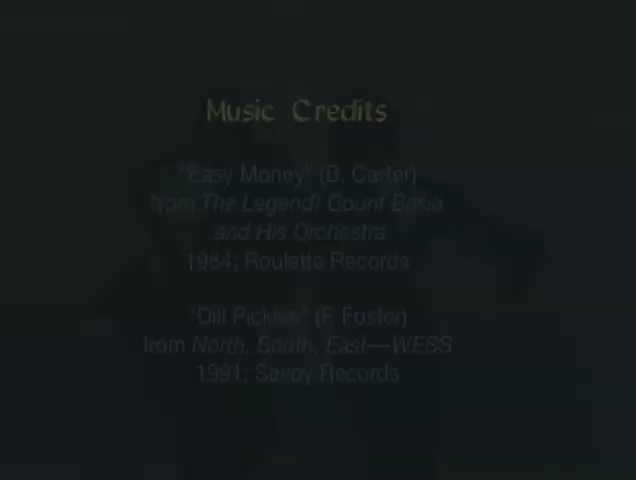 Music Credits
"Easy Money" (B. Carter)
from The Legend! Count Basie
and His Orchestra
1984; Roulette Records
"Dill Pickles" (F. Foster)
from North, South, East—WESS
1991; Savoy Records